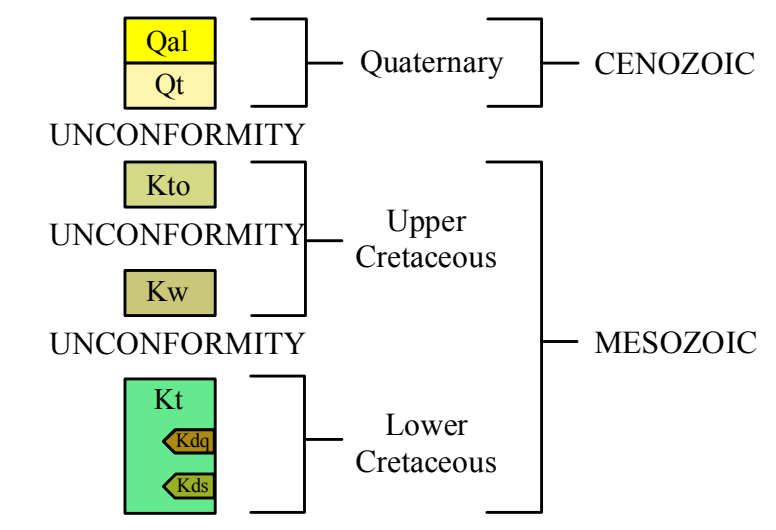 Qal
Qt
Quaternary
CENOZOIC
UNCONFORMITY
Kto
UNCONFORMITY
Upper
Cretaceous
Kw
UNCONFORMITY
MESOZOIC
Kt
Kdq
Kds
Lower
Cretaceous